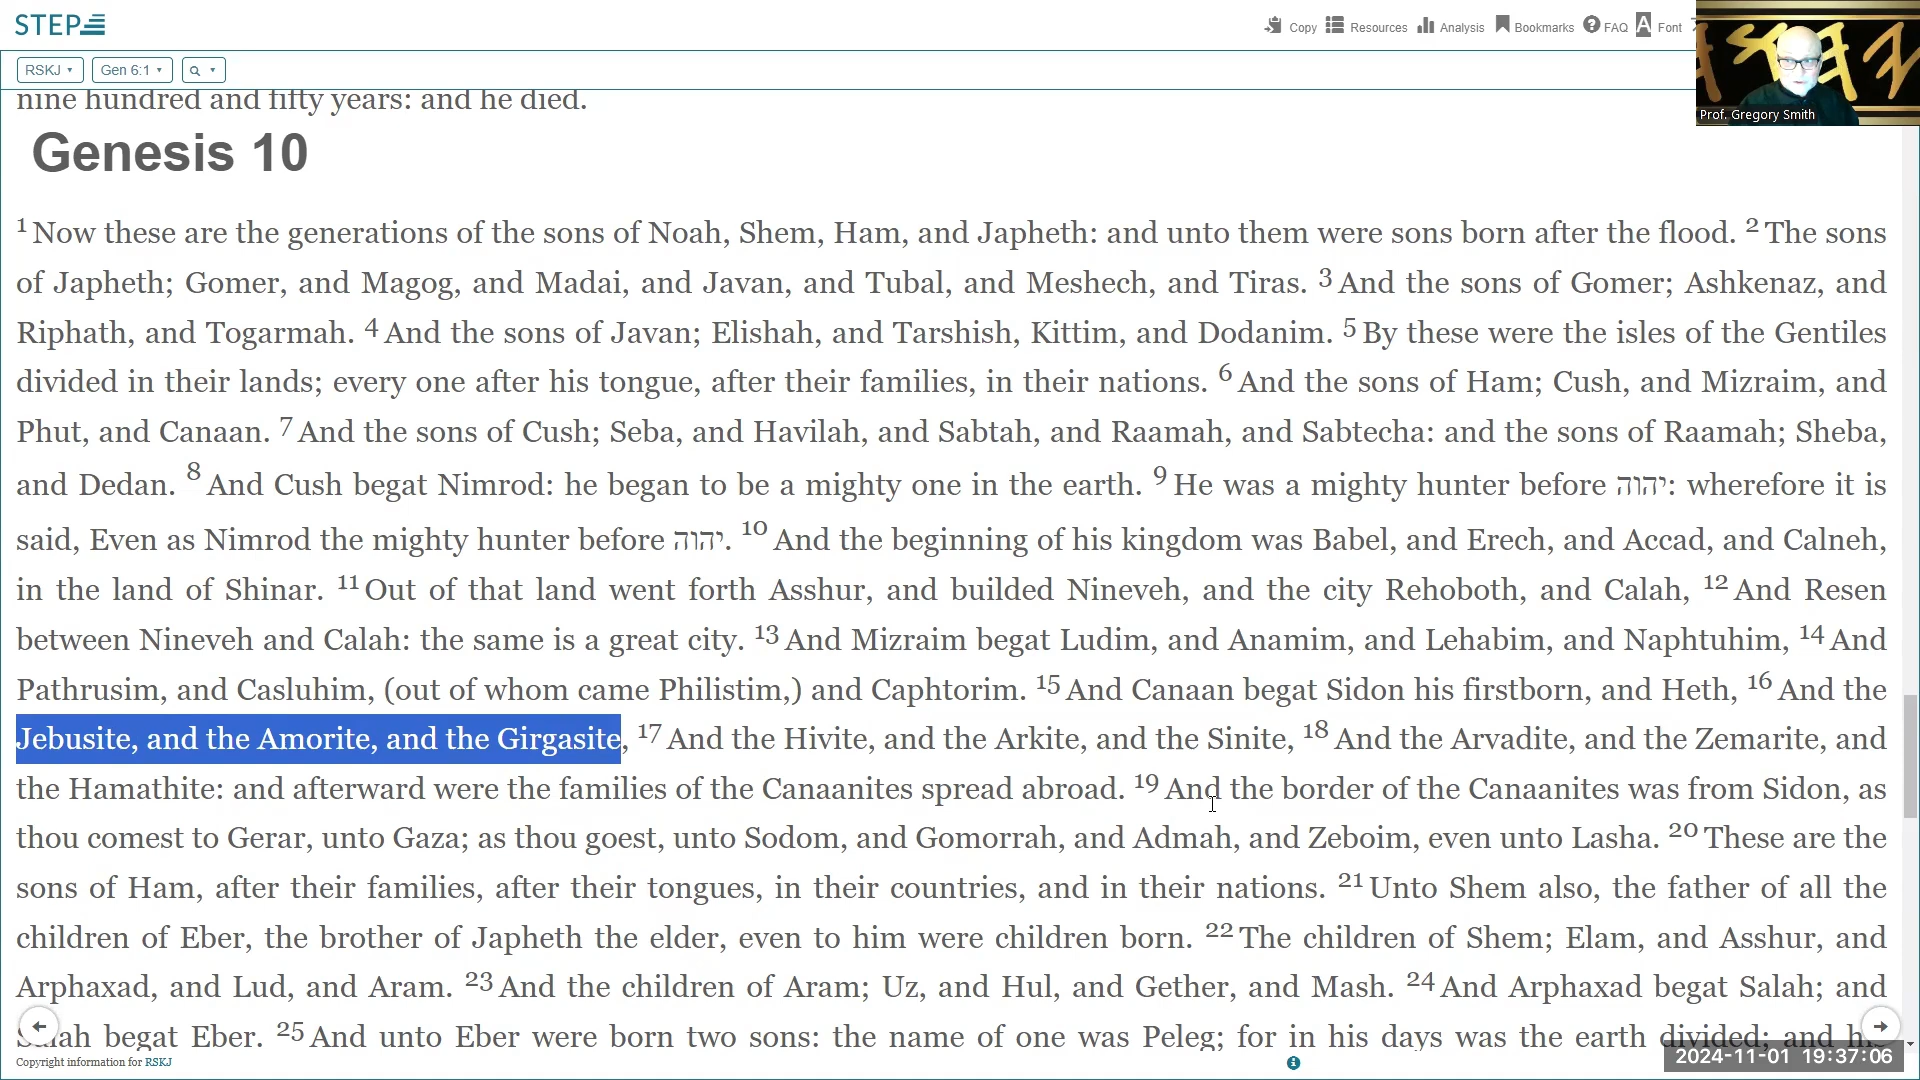 STEP
Copy Resources Analysis Bookmarks FAQ Font
RSKJ Gen 6:1
Prof. Gregory Smith
nine hundred and fifty years: and he died.
Genesis 10
1 Now these are the generations of the sons of Noah, Shem, Ham, and Japheth: and unto them were sons born after the flood. 2 The sons
of Japheth; Gomer, and Magog, and Madai, and Javan, and Tubal, and Meshech, and Tiras. 3 And the sons of Gomer; Ashkenaz, and
Riphath, and Togarmah. 4 And the sons of Javan; Elishah, and Tarshish, Kittim, and Dodanim. 5 By these were the isles of the Gentiles
divided in their lands; every one after his tongue, after their families, in their nations. 6 And the sons of Ham; Cush, and Mizraim, and
Phut, and Canaan. 7 And the sons of Cush; Seba, and Havilah, and Sabtah, and Raamah, and Sabtecha: and the sons of Raamah; Sheba,
and Dedan. 8 And Cush begat Nimrod: he began to be a mighty one in the earth. 9 He was a mighty hunter before יהוה: wherefore it is
said, Even as Nimrod the mighty hunter before יהוה. 10 And the beginning of his kingdom was Babel, and Erech, and Accad, and Calneh,
in the land of Shinar. 11 Out of that land went forth Asshur, and builded Nineveh, and the city Rehoboth, and Calah, 12 And Resen
between Nineveh and Calah: the same is a great city. 13 And Mizraim begat Ludim, and Anamim, and Lehabim, and Naphtuhim, 14 And
Pathrusim, and Casluhim, (out of whom came Philistim,) and Caphtorim. 15 And Canaan begat Sidon his firstborn, and Heth, 16 And the
Jebusite, and the Amorite, and the Girgasite, 17 And the Hivite, and the Arkite, and the Sinite, 18 And the Arvadite, and the Zemarite, and
the Hamathite: and afterward were the families of the Canaanites spread abroad. 19 And the border of the Canaanites was from Sidon, as
thou comest to Gerar, unto Gaza; as thou goest, unto Sodom, and Gomorrah, and Admah, and Zeboim, even unto Lasha. 20 These are the
sons of Ham, after their families, after their tongues, in their countries, and in their nations. 21 Unto Shem also, the father of all the
children of Eber, the brother of Japheth the elder, even to him were children born. 22 The children of Shem; Elam, and Asshur, and
Arphaxad, and Lud, and Aram. 23 And the children of Aram; Uz, and Hul, and Gether, and Mash. 24 And Arphaxad begat Salah; and
Salah begat Eber. 25 And unto Eber were born two sons: the name of one was Peleg; for in his days was the earth divided; and his
Copyright information for RSKJ
2024-11-01 19:37:06